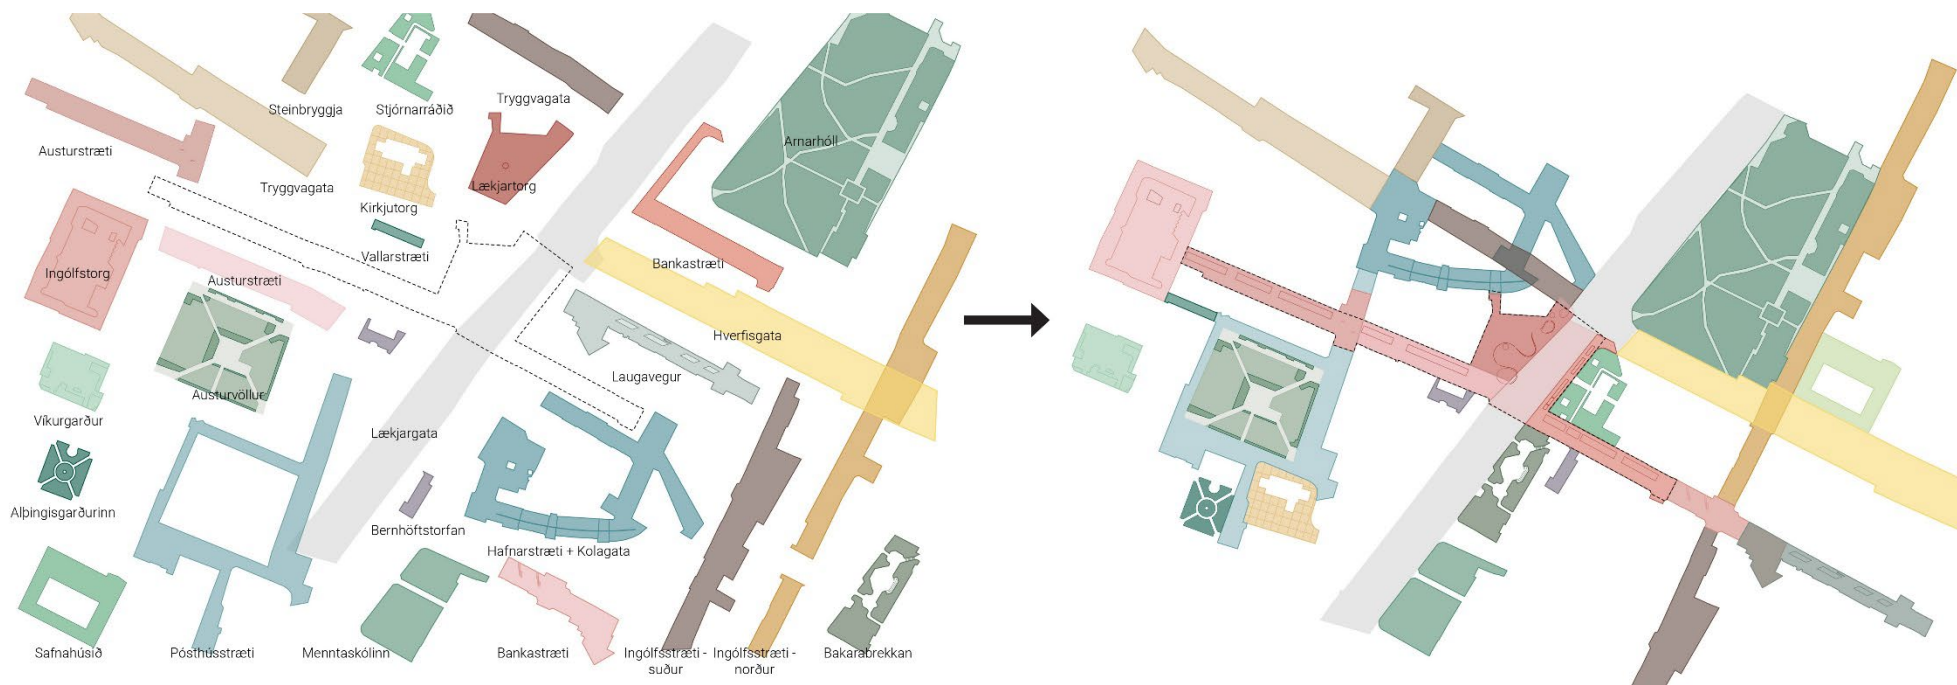 Steinbryggja
Stjórnarráðið
Tryggvagata
Austurstræti
Arnarhóll
Tryggvagata
Lækjartorg
Kirkjutorg
Vallarstræti
Bankastræti
Ingólfstorg
Austurstræti
Hverfisgata
Laugavegur
Austurvöllur
Víkurgarður
Lækjargata
Alþingisgarðurinn
Bernhöftstorfan
Hafnarstræti + Kolagata
Safnahúsið
Pósthússtræti
Menntaskólinn
Bankastræti
Ingólfsstræti -
suður
Ingólfsstræti -
norður
Bakarabrekkan